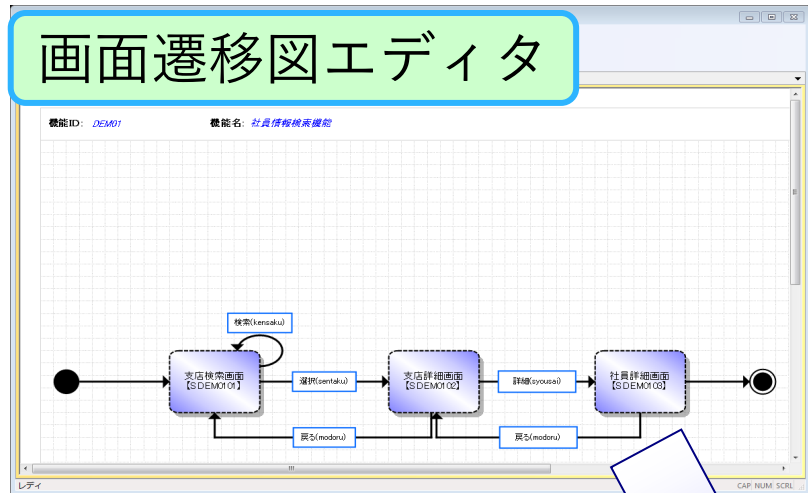 画面遷移図エディタ
機能ID: DEM01 機能名: 社員情報検索機能
検索(kensaku)
支店検索画面
【SDEM0101】
選択(sentaku)
支店詳細画面
【SDEM0102】
詳細(syousai)
社員詳細画面
【SDEM0103】
戻る(modoru)
戻る(modoru)
レディ
CAP NUM SCRL